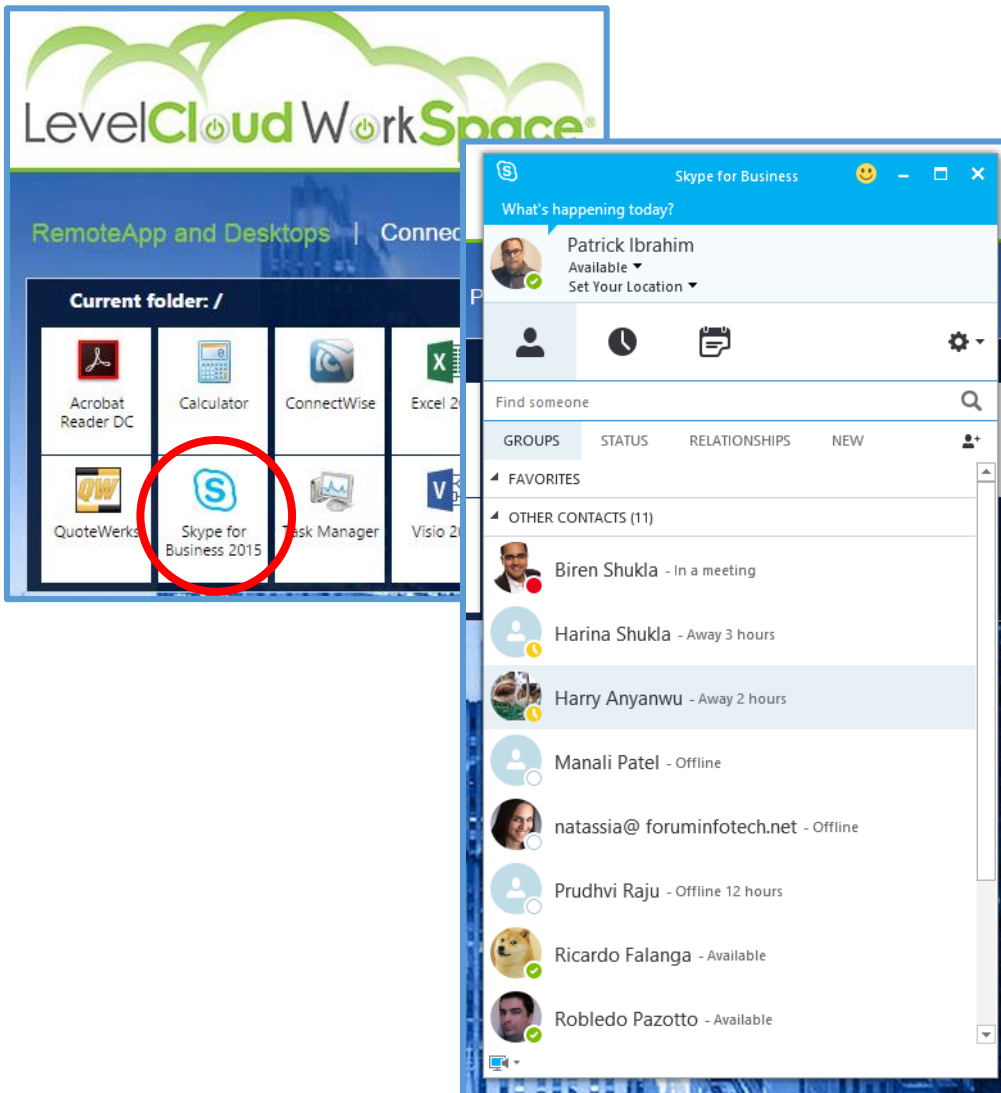 LevelCloud WorkSpace®
RemoteApp and Desktops | Connec
Current folder: /
Acrobat
Reader DC
Calculator
ConnectWise
Excel 2
QW
QuoteWerks
Skype for
Business 2015
Task Manager
Visio 2
P
Skype for Business
What's happening today?
Patrick Ibrahim
Available
Set Your Location
Find someone
GROUPS STATUS RELATIONSHIPS NEW
FAVORITES
OTHER CONTACTS (11)
Biren Shukla - In a meeting
Harina Shukla - Away 3 hours
Harry Anyanwu - Away 2 hours
Manali Patel - Offline
natassia@ foruminfotech.net - Offline
Prudhvi Raju - Offline 12 hours
Ricardo Falanga - Available
Robledo Pazotto - Available